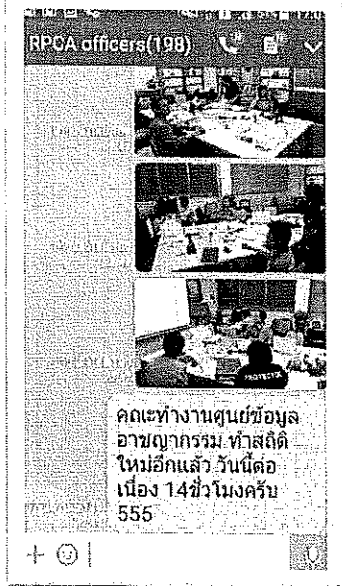 RPCA officers(198)
คณะทำงานศูนย์ข้อมูล
อาชญากรรม ทำสถิติ
ใหม่อีกแล้ว วันนี้ต่อ
เนื่อง 14ชั่วโมงครับ
555